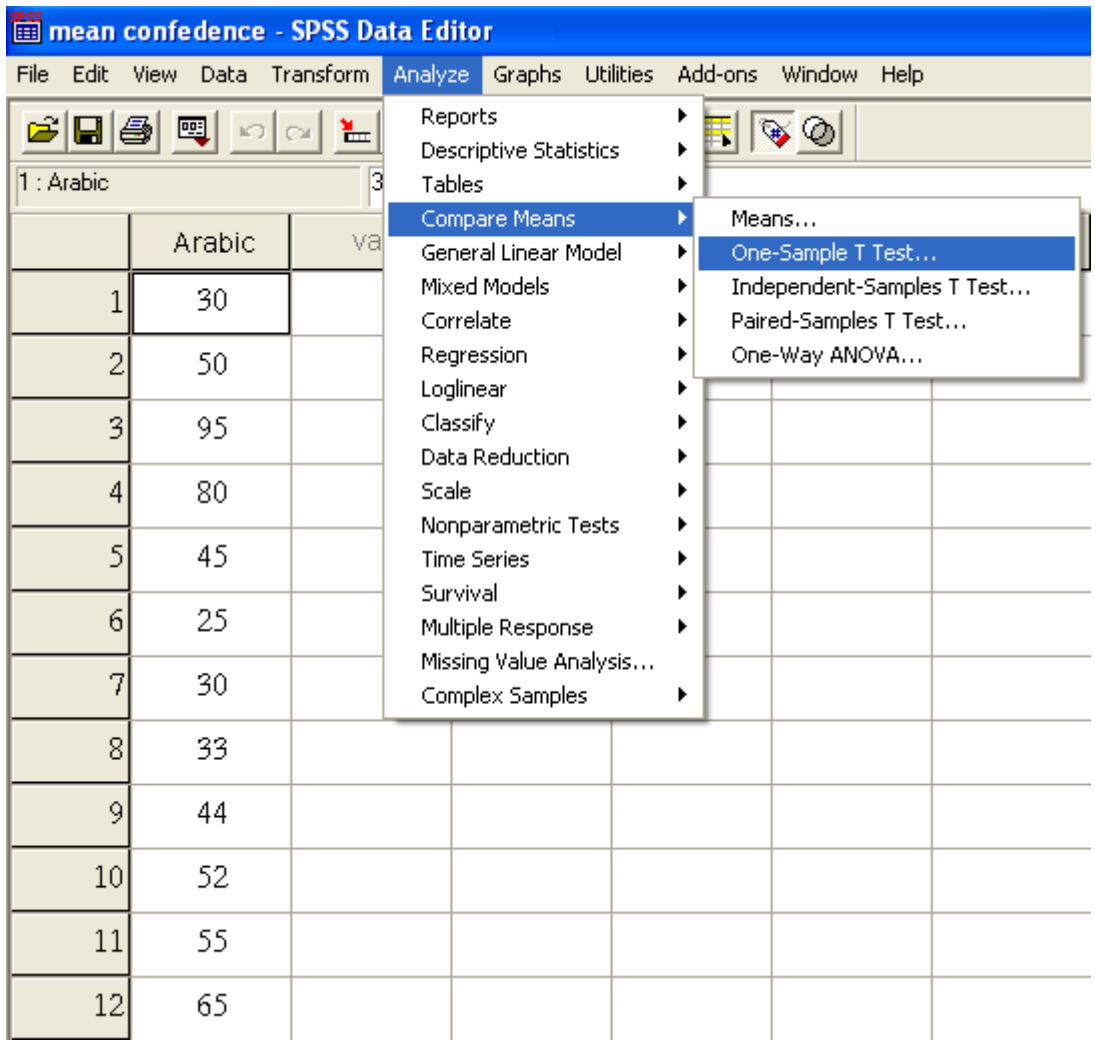 SPSS
mean confedence - SPSS Data Editor
File Edit View Data Transform Analyze Graphs Utilities Add-ons Window Help
1 : Arabic 3
Arabic va
1 30
2 50
3 95
4 80
5 45
6 25
7 30
8 33
9 44
10 52
11 55
12 65
Reports
Descriptive Statistics
Tables
Compare Means
General Linear Model
Mixed Models
Correlate
Regression
Loglinear
Classify
Data Reduction
Scale
Nonparametric Tests
Time Series
Survival
Multiple Response
Missing Value Analysis...
Complex Samples
Means...
One-Sample T Test...
Independent-Samples T Test...
Paired-Samples T Test...
One-Way ANOVA...